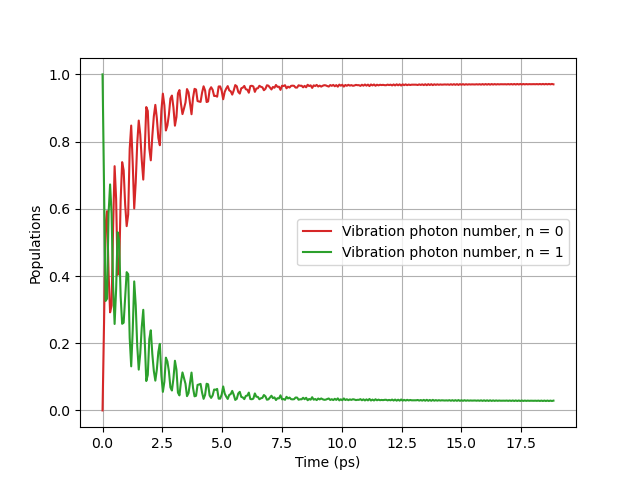 1.0
0.8
0.6
0.4
0.2
0.0
Populations
Vibration photon number, n = 0
Vibration photon number, n = 1
0.0 2.5 5.0 7.5 10.0 12.5 15.0 17.5
Time (ps)